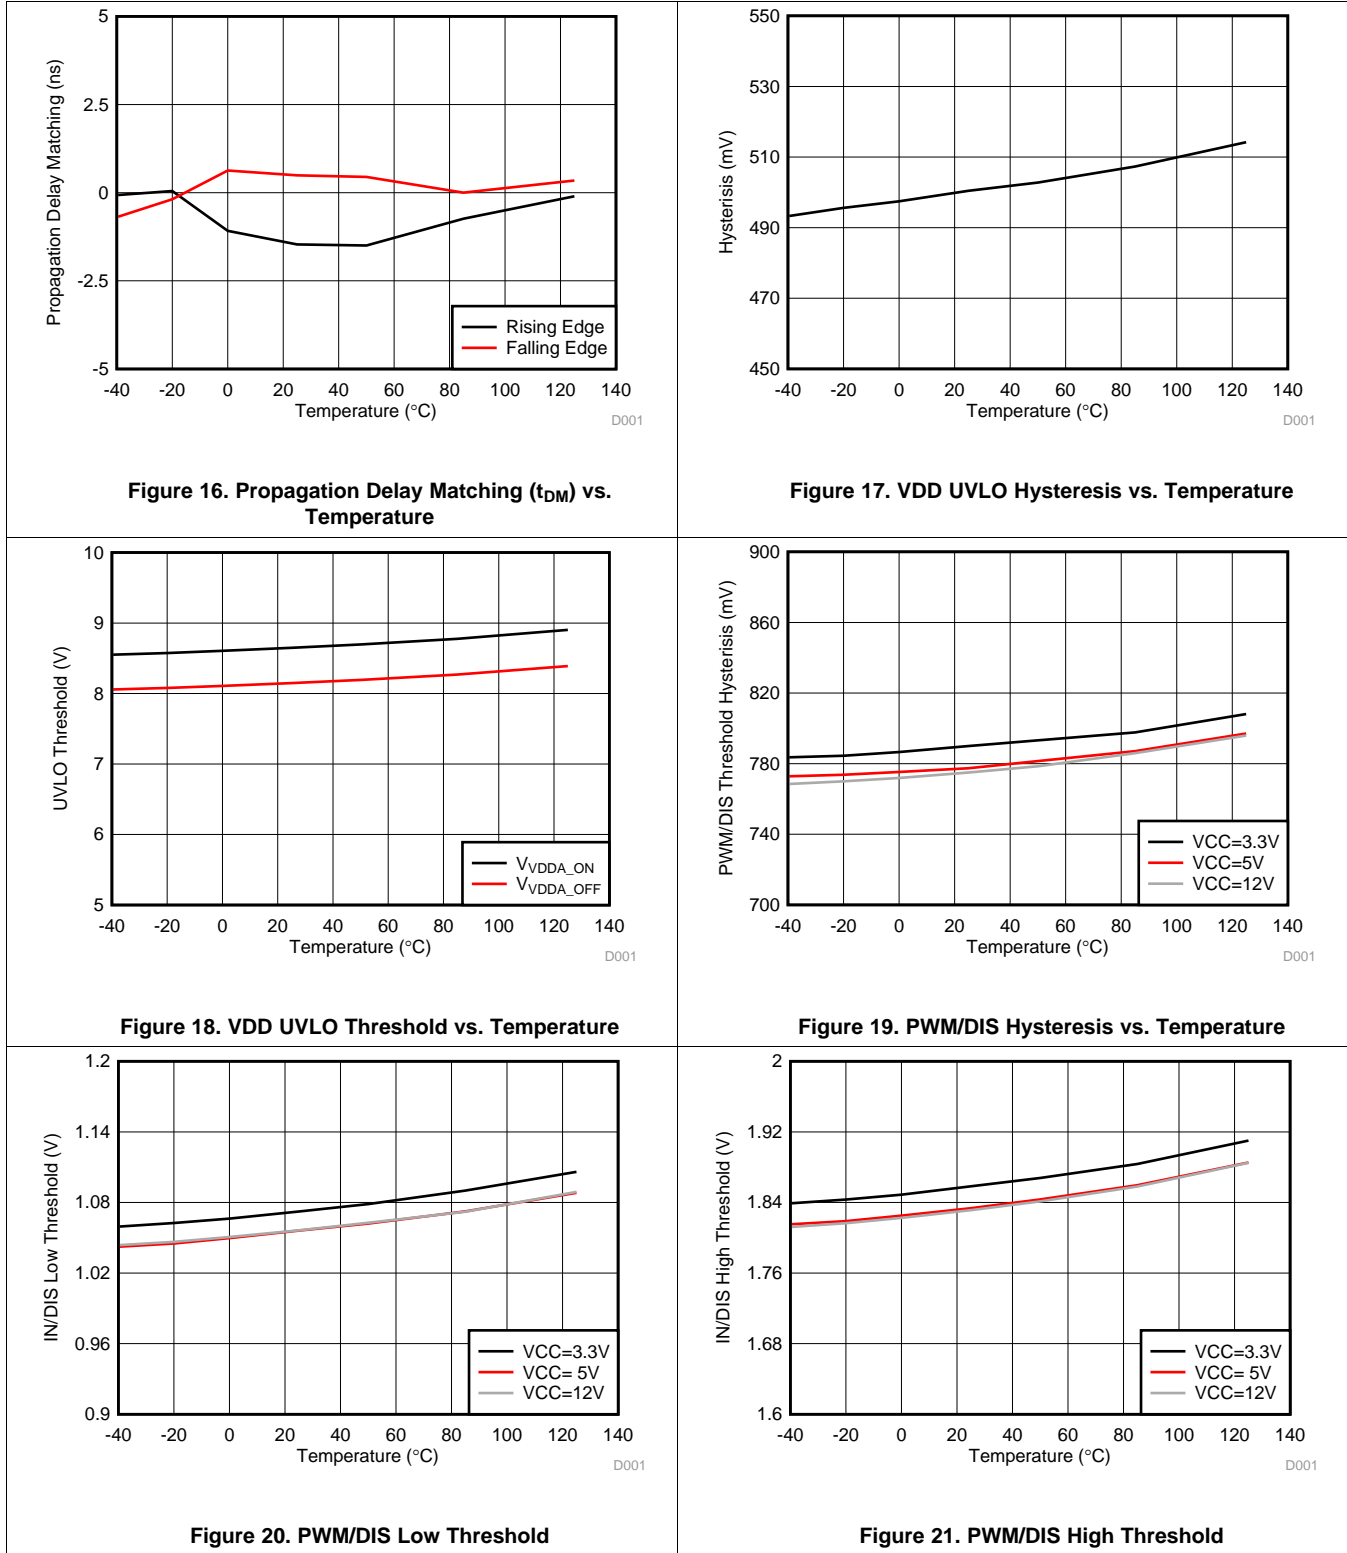 5
2.5
0
-2.5
-5
Propagation Delay Matching (ns)
Rising Edge
Falling Edge
-40 -20 0 20 40 60 80 100 120 140
Temperature (°C)
D001
Figure 16. Propagation Delay Matching (tDM) vs.
Temperature
550
530
510
490
470
450
Hysterisis (mV)
-40 -20 0 20 40 60 80 100 120 140
Temperature (°C)
D001
Figure 17. VDD UVLO Hysteresis vs. Temperature
10
9
8
7
6
5
UVLO Threshold (V)
VVDDA_ON
VVDDA_OFF
-40 -20 0 20 40 60 80 100 120 140
Temperature (°C)
D001
Figure 18. VDD UVLO Threshold vs. Temperature
900
860
820
780
740
700
PWM/DIS Threshold Hysterisis (mV)
VCC=3.3V
VCC=5V
VCC=12V
-40 -20 0 20 40 60 80 100 120 140
Temperature (°C)
D001
Figure 19. PWM/DIS Hysteresis vs. Temperature
1.2
1.14
1.08
1.02
0.96
0.9
IN/DIS Low Threshold (V)
VCC=3.3V
VCC= 5V
VCC=12V
-40 -20 0 20 40 60 80 100 120 140
Temperature (°C)
D001
Figure 20. PWM/DIS Low Threshold
2
1.92
1.84
1.76
1.68
1.6
IN/DIS High Threshold (V)
VCC=3.3V
VCC= 5V
VCC=12V
-40 -20 0 20 40 60 80 100 120 140
Temperature (°C)
D001
Figure 21. PWM/DIS High Threshold